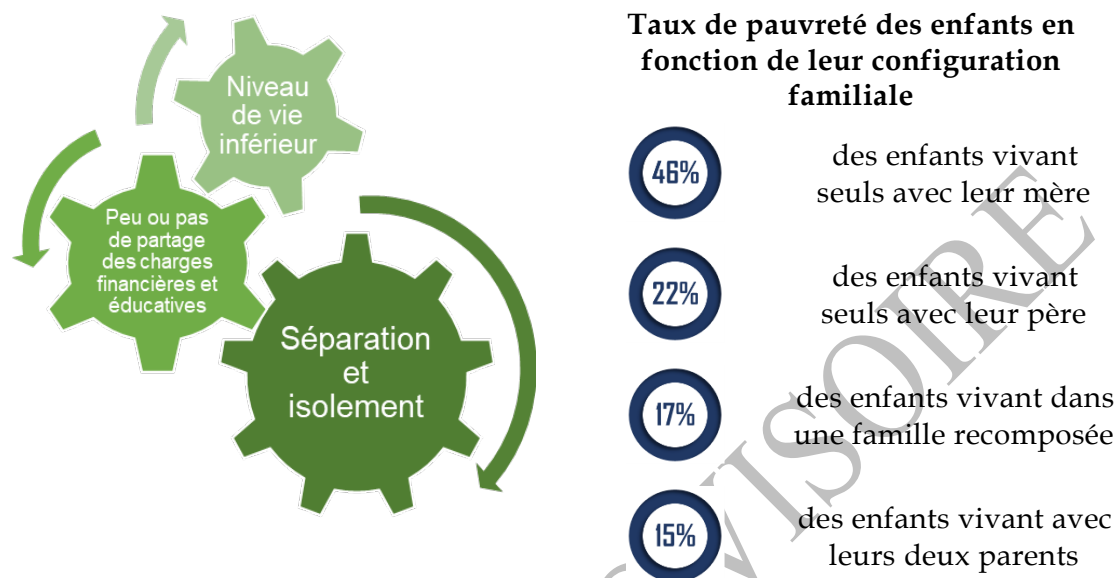 Niveau
de vie
inférieur
Peu ou pas
de partage
des charges
financières et
éducatives
Séparation
et
isolement
Taux de pauvreté des enfants en
fonction de leur configuration
familiale
46%
des enfants vivant
seuls avec leur mère
22%
des enfants vivant
seuls avec leur père
17%
des enfants vivant dans
une famille recomposée
15%
des enfants vivant avec
leurs deux parents
VISOIRE